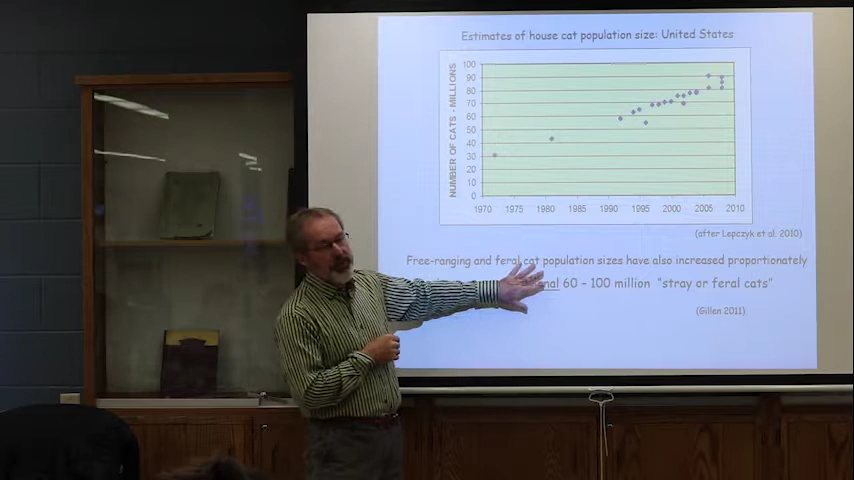 Estimates of house cat population size: United States
NUMBER OF CATS - MILLIONS
100
90
80
70
60
50
40
30
20
10
0
1970 1975 1980 1985 1990 1995 2000 2005 2010
(after Lepczyk et al. 2010)
Free-ranging and feral cat population sizes have also increased proportionately
nal 60 - 100 million "stray or feral cats"
(Gillen 2011)